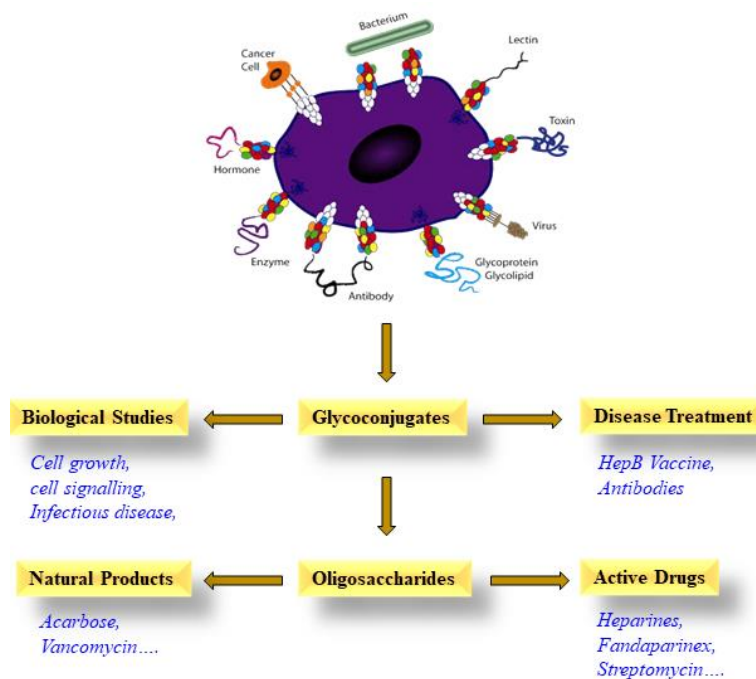 Bacterium
Cancer
Cell
Lectin
Toxin
Hormone
Virus
Enzyme
Antibody
Glycoprotein
Glycolipid
Biological Studies
Glycoconjugates
Disease Treatment
Cell growth,
cell signalling,
Infectious disease,
HepB Vaccine,
Antibodies
Natural Products
Oligosaccharides
Active Drugs
Acarbose,
Vancomycin….
Heparines,
Fandaparinex,
Streptomycin….